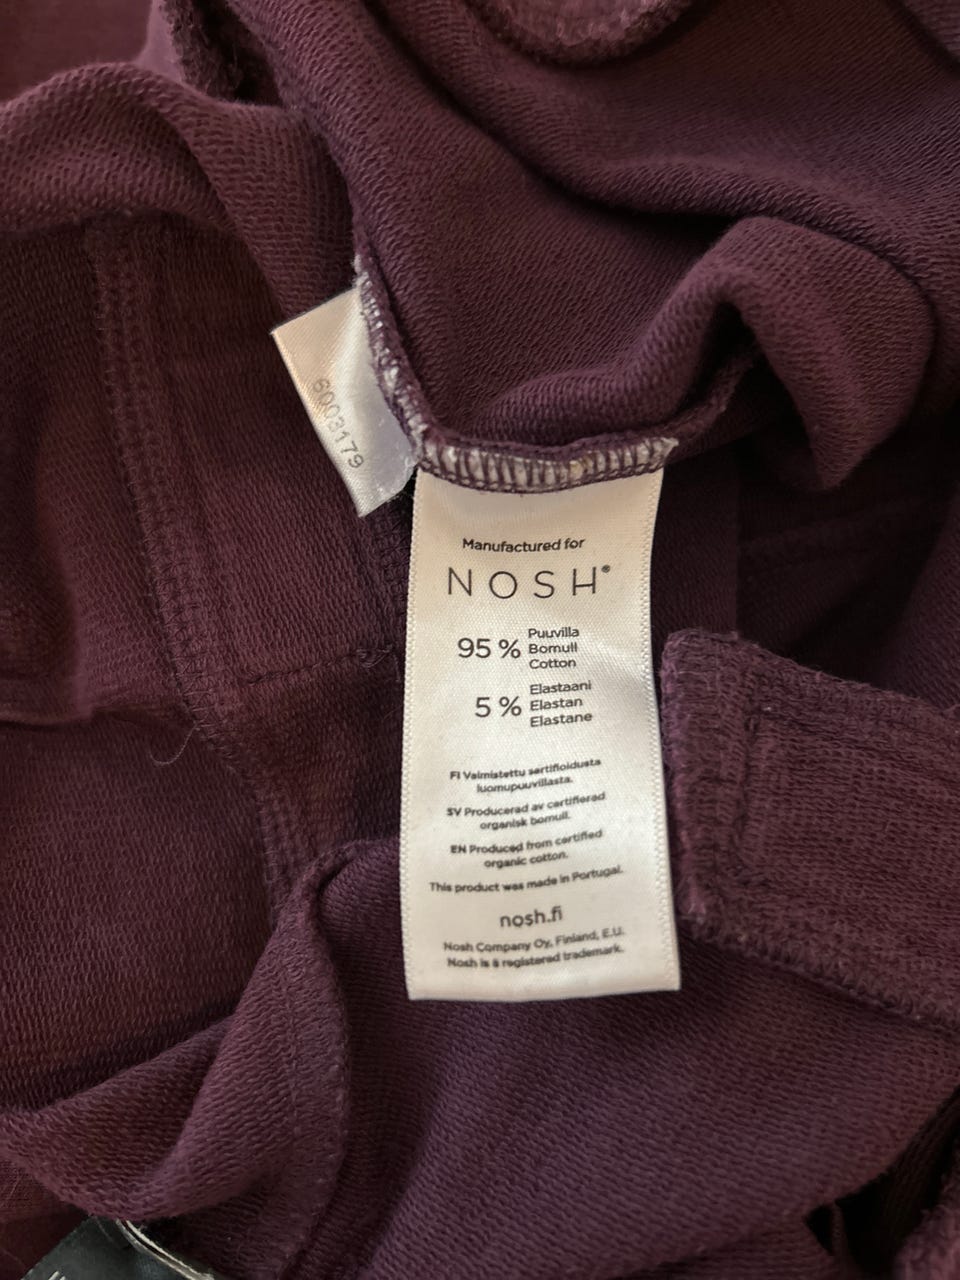 6003179
Manufactured for
NOSH®
95 % Puuvilla
Bomull
Cotton
5 % Elastaani
Elastan
Elastane
FI Valmistettu sertifioidusta
luomupuuvillasta.
SV Producerad av certifierad
organisk bomull.
EN Produced from certified
organic cotton.
This product was made in Portugal.
nosh.fi
Nosh Company Oy, Finland, E.U.
Nosh is a registered trademark.